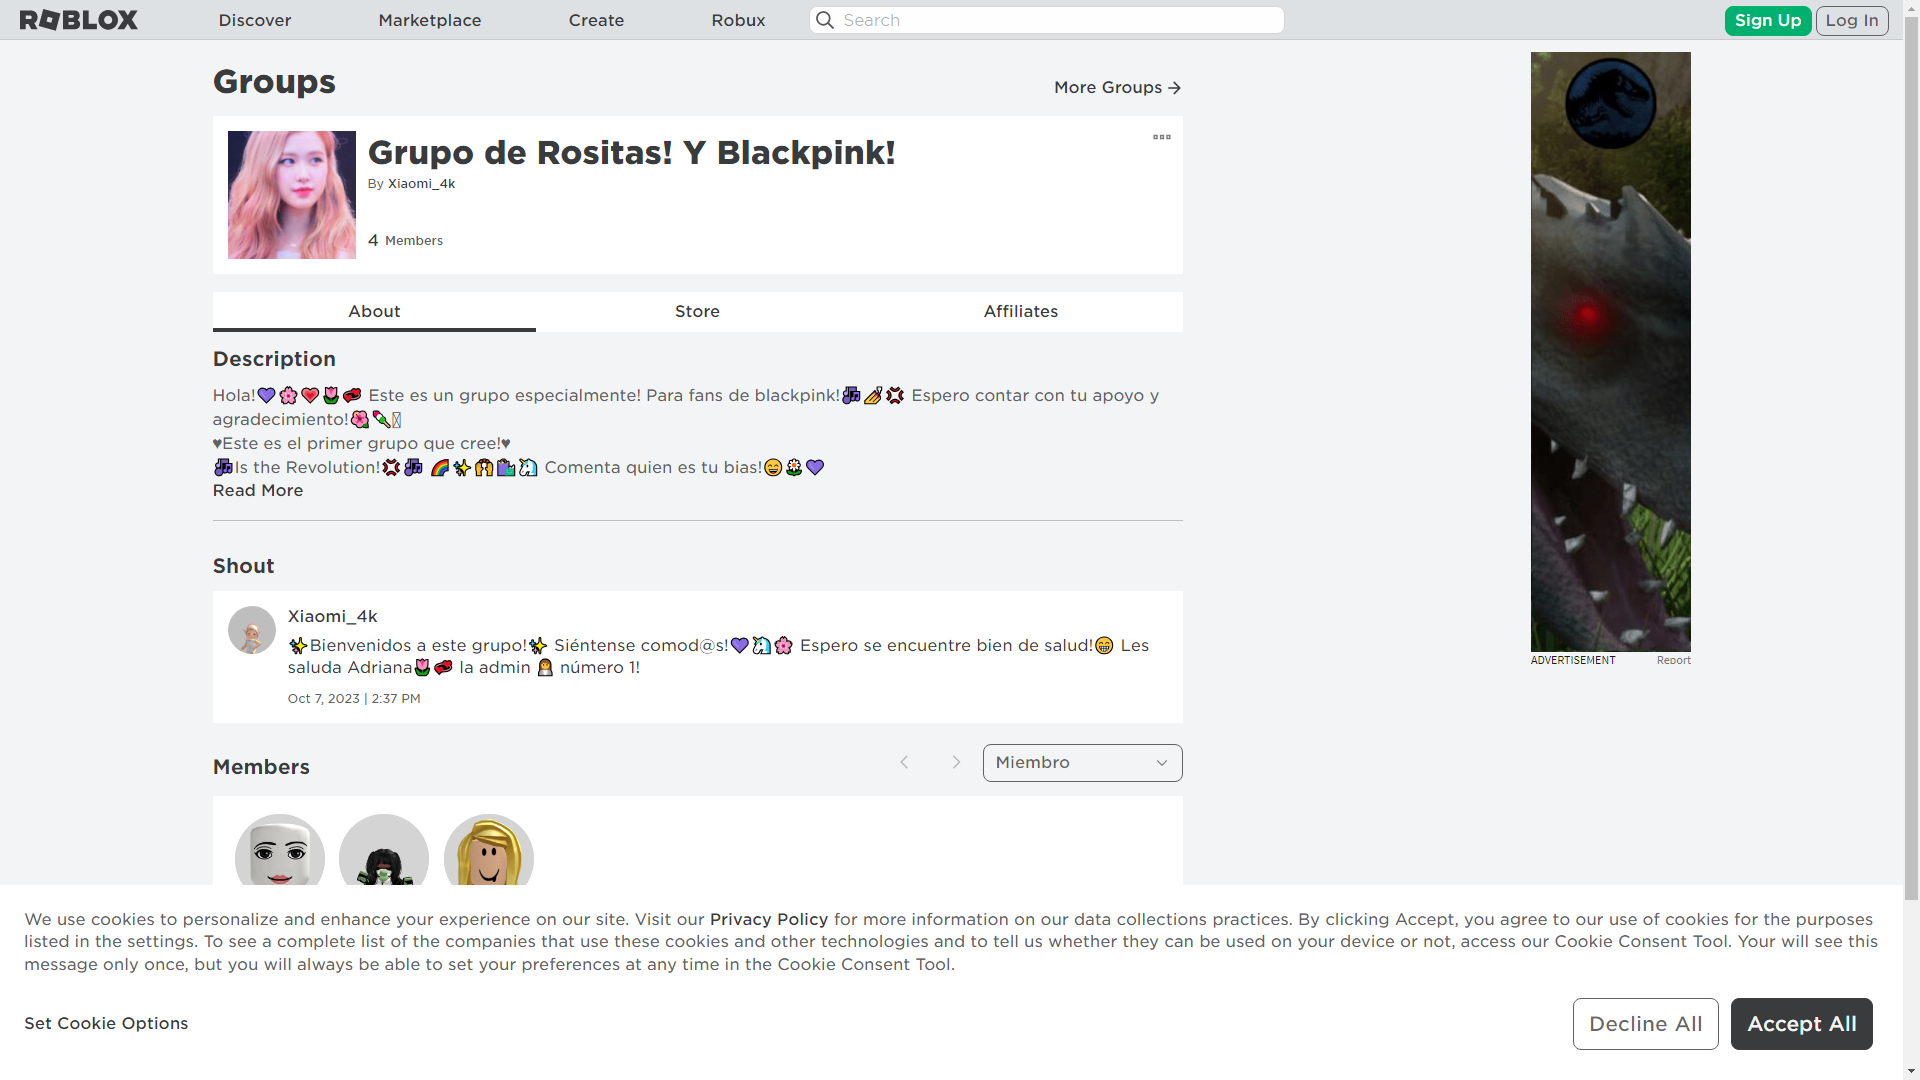 ROBLOX Discover Marketplace Create Robux Search Sign Up Log In
Groups
More Groups →
Grupo de Rositas! Y Blackpink!
By Xiaomi_4k
4 Members
About Store Affiliates
Description
Hola!💜🌸💗🌷💋 Este es un grupo especialmente! Para fans de blackpink!🎶💅💢 Espero contar con tu apoyo y
agradecimiento!🌺🍡
♥Este es el primer grupo que cree!♥
🎶Is the Revolution!💢🎶 🌈✨🙌🛍🦄 Comenta quien es tu bias!😄🌼💜
Read More
Shout
Xiaomi_4k
✨Bienvenidos a este grupo!✨ Siéntense comod@s!💜🦄🌸 Espero se encuentre bien de salud!😁 Les
saluda Adriana🌷💋 la admin 👩 número 1!
Oct 7, 2023 | 2:37 PM
Members
Miembro
ADVERTISEMENT Report
We use cookies to personalize and enhance your experience on our site. Visit our Privacy Policy for more information on our data collections practices. By clicking Accept, you agree to our use of cookies for the purposes
listed in the settings. To see a complete list of the companies that use these cookies and other technologies and to tell us whether they can be used on your device or not, access our Cookie Consent Tool. Your will see this
message only once, but you will always be able to set your preferences at any time in the Cookie Consent Tool.
Set Cookie Options
Decline All
Accept All